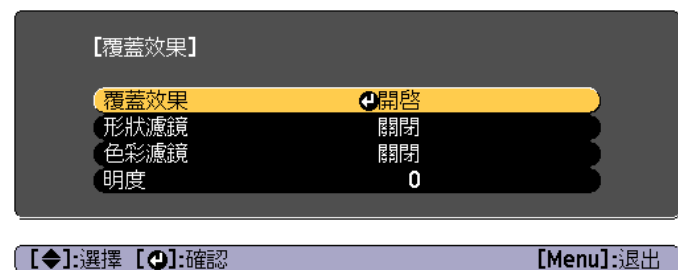 [覆蓋效果]
覆蓋效果 開啓
形狀濾鏡 關閉
色彩濾鏡 關閉
明度 0
[◆]:選擇 [↵]:確認 [Menu]:退出